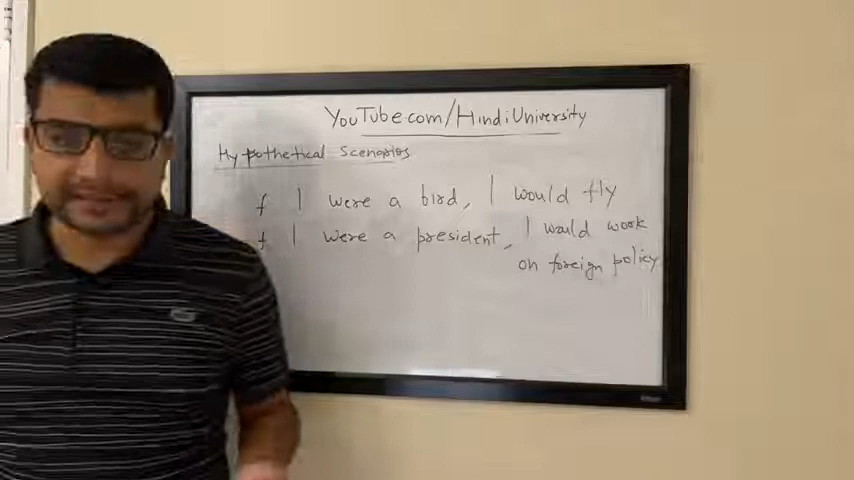 YouTube.com/HindiUniversity
Hypothetical Scenarios
f I were a bird, I would fly
f I were a president, I would work
on foreign policy